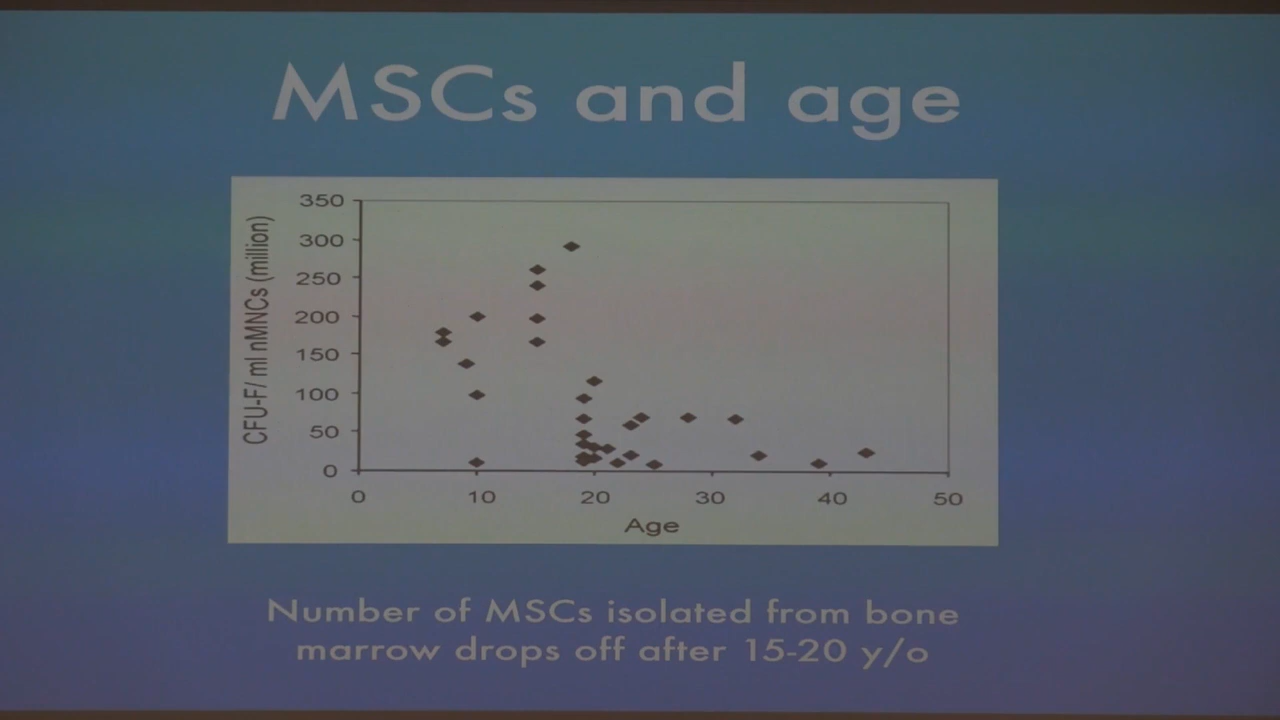 MSCs and age
CFU-F/ ml nMNCs (million)
350
300
250
200
150
100
50
0
0 10 20 30 40 50
Age
Number of MSCs isolated from bone
marrow drops off after 15-20 y/o